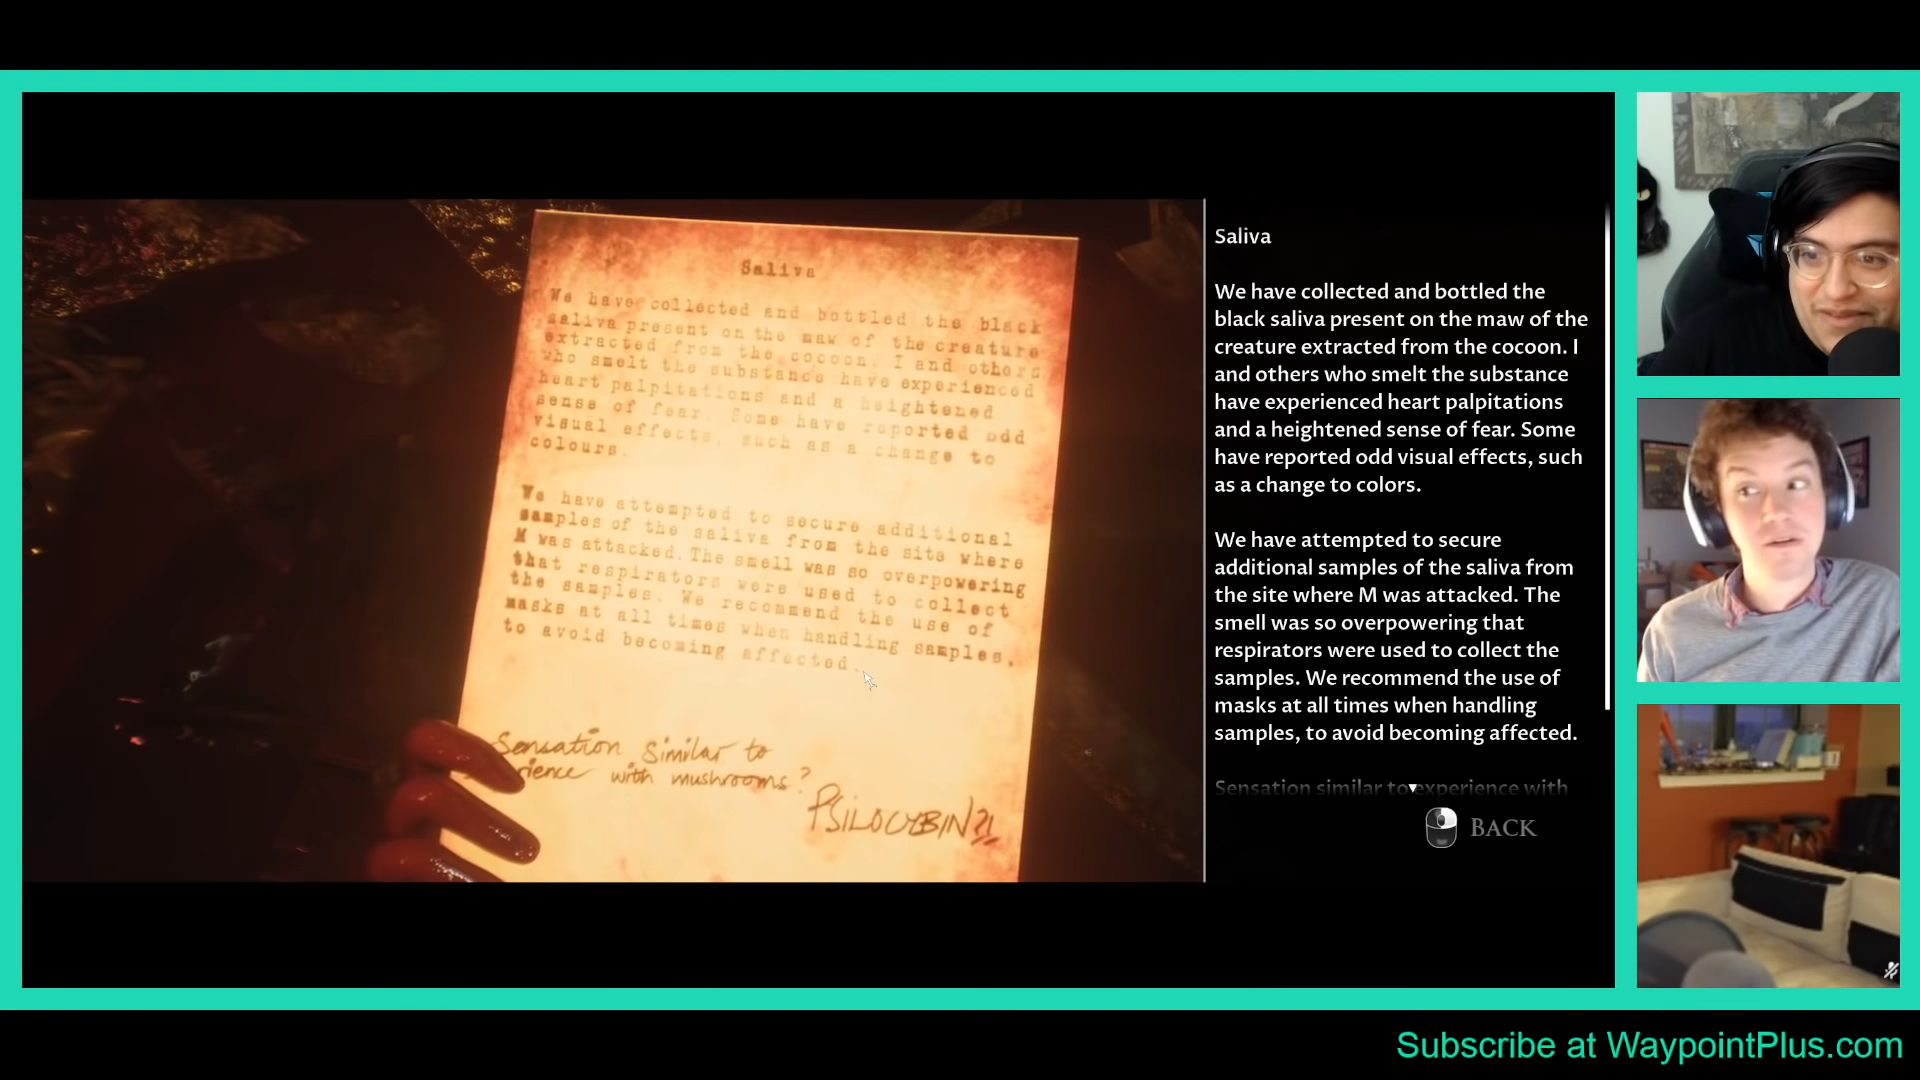 Saliva
We have collected and bottled the black
saliva present on the maw of the creature
extracted from the cocoon. I and others
who smelt the substance have experienced
heart palpitations and a heightened
sense of fear. Some have reported odd
visual effects, such as a change to
colours.
We have attempted to secure additional
samples of the saliva from the site where
M was attacked. The smell was so overpowering
that respirators were used to collect
the samples. We recommend the use of
masks at all times when handling samples,
to avoid becoming affected.
Sensation similar to
rience with mushrooms?
PSILOCYBIN?!
Saliva
We have collected and bottled the
black saliva present on the maw of the
creature extracted from the cocoon. I
and others who smelt the substance
have experienced heart palpitations
and a heightened sense of fear. Some
have reported odd visual effects, such
as a change to colors.
We have attempted to secure
additional samples of the saliva from
the site where M was attacked. The
smell was so overpowering that
respirators were used to collect the
samples. We recommend the use of
masks at all times when handling
samples, to avoid becoming affected.
Sensation similar to experience with
BACK
Subscribe at WaypointPlus.com